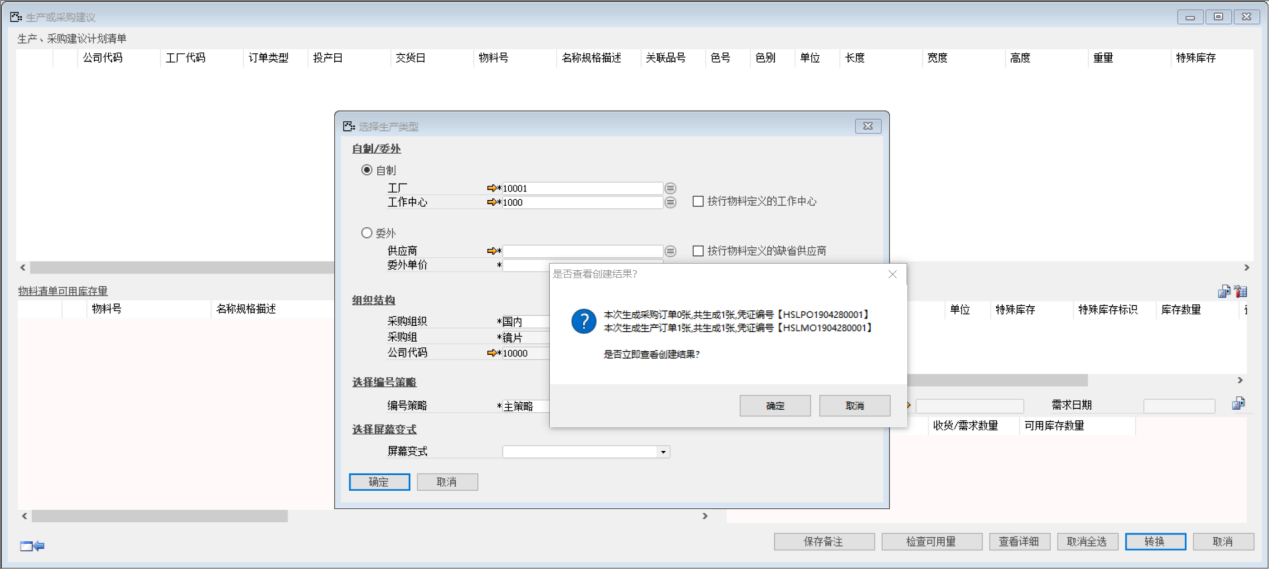 生产或采购建议
生产、采购建议计划清单
公司代码 工厂代码 订单类型 投产日 交货日 物料号 名称规格描述 关联品号 色号 色别 单位 长度 宽度 高度 重量 特殊库存
选择生产类型
自制/委外
自制
工厂 *10001
工作中心 *1000 按行物料定义的工作中心
委外
供应商 * 按行物料定义的缺省供应商
委外单价 *
是否查看创建结果?
本次生成采购订单0张,共生成1张,凭证编号【HSLPO1904280001】
本次生成生产订单1张,共生成1张,凭证编号【HSLMO1904280001】
是否立即查看创建结果?
确定 取消
组织结构
采购组织 *国内
采购组 *镜片
公司代码 *10000
选择编号策略
编号策略 *主策略
选择屏幕变式
屏幕变式
确定 取消
物料清单可用库存量
物料号 名称规格描述
单位 特殊库存 特殊库存标识 库存数量
需求日期
收货/需求数量 可用库存数量
保存备注 检查可用量 查看详细 取消全选 转换 取消